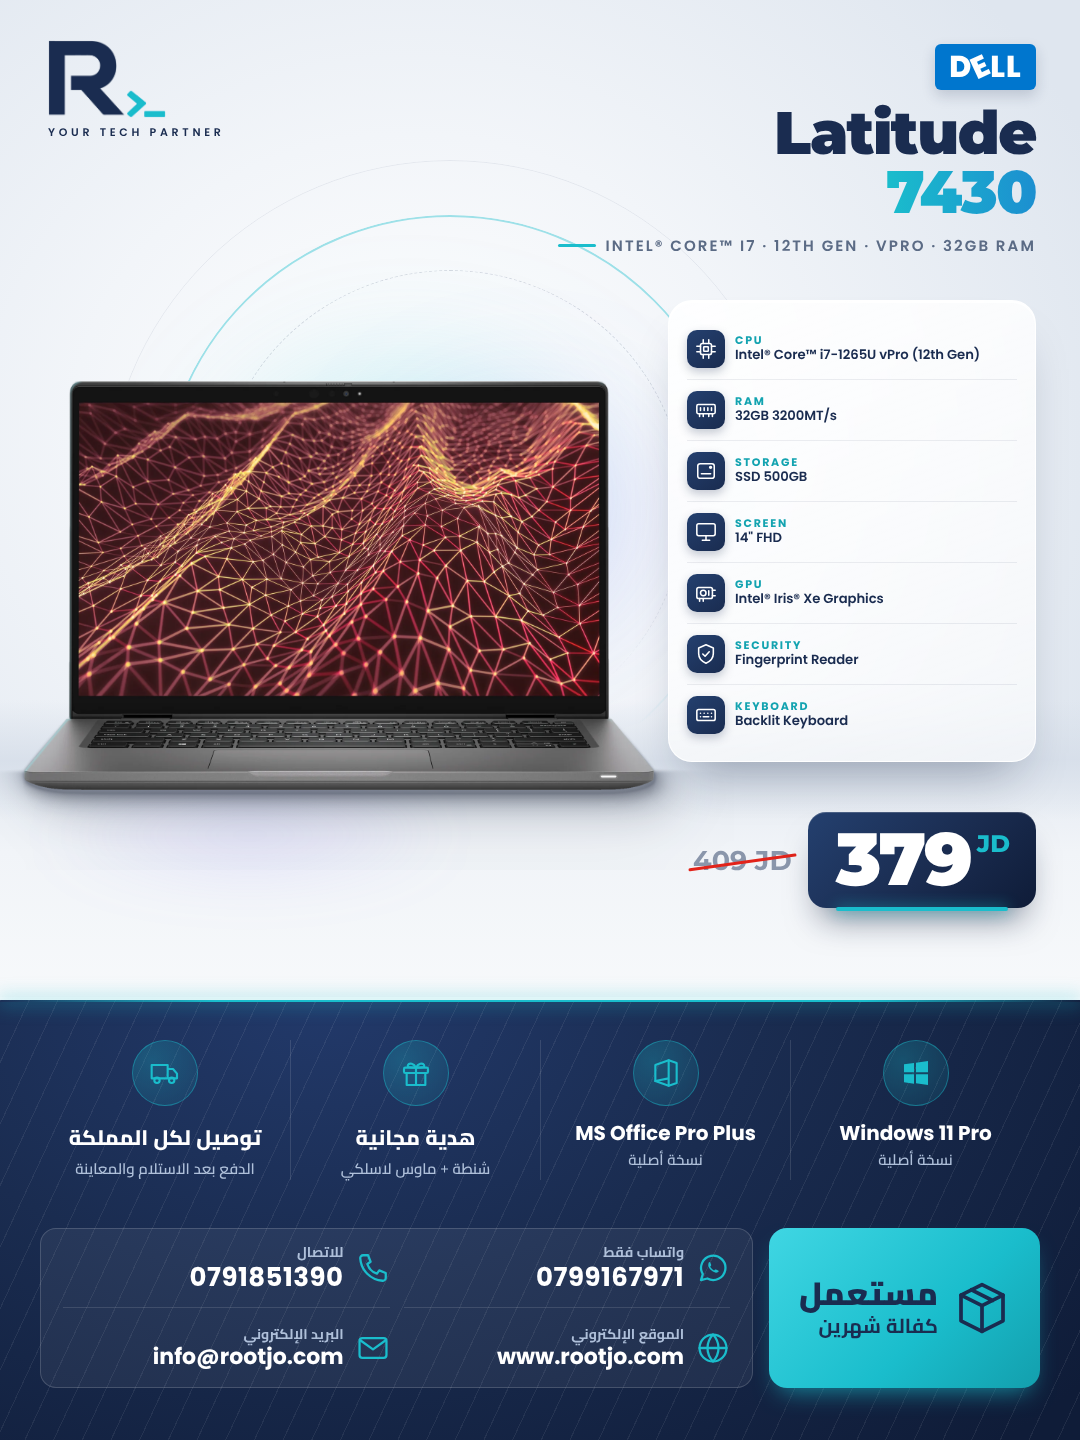 R>_
YOUR TECH PARTNER
DELL
Latitude
7430
INTEL® CORE™ I7 · 12TH GEN · VPRO · 32GB RAM
CPU
Intel® Core™ i7-1265U vPro (12th Gen)
RAM
32GB 3200MT/s
STORAGE
SSD 500GB
SCREEN
14" FHD
GPU
Intel® Iris® Xe Graphics
SECURITY
Fingerprint Reader
KEYBOARD
Backlit Keyboard
409 JD
379 JD
Windows 11 Pro
نسخة أصلية
MS Office Pro Plus
نسخة أصلية
هدية مجانية
شنطة + ماوس لاسلكي
توصيل لكل المملكة
الدفع بعد الاستلام والمعاينة
مستعمل
كفالة شهرين
واتساب فقط
0799167971
للاتصال
0791851390
الموقع الإلكتروني
www.rootjo.com
البريد الإلكتروني
info@rootjo.com